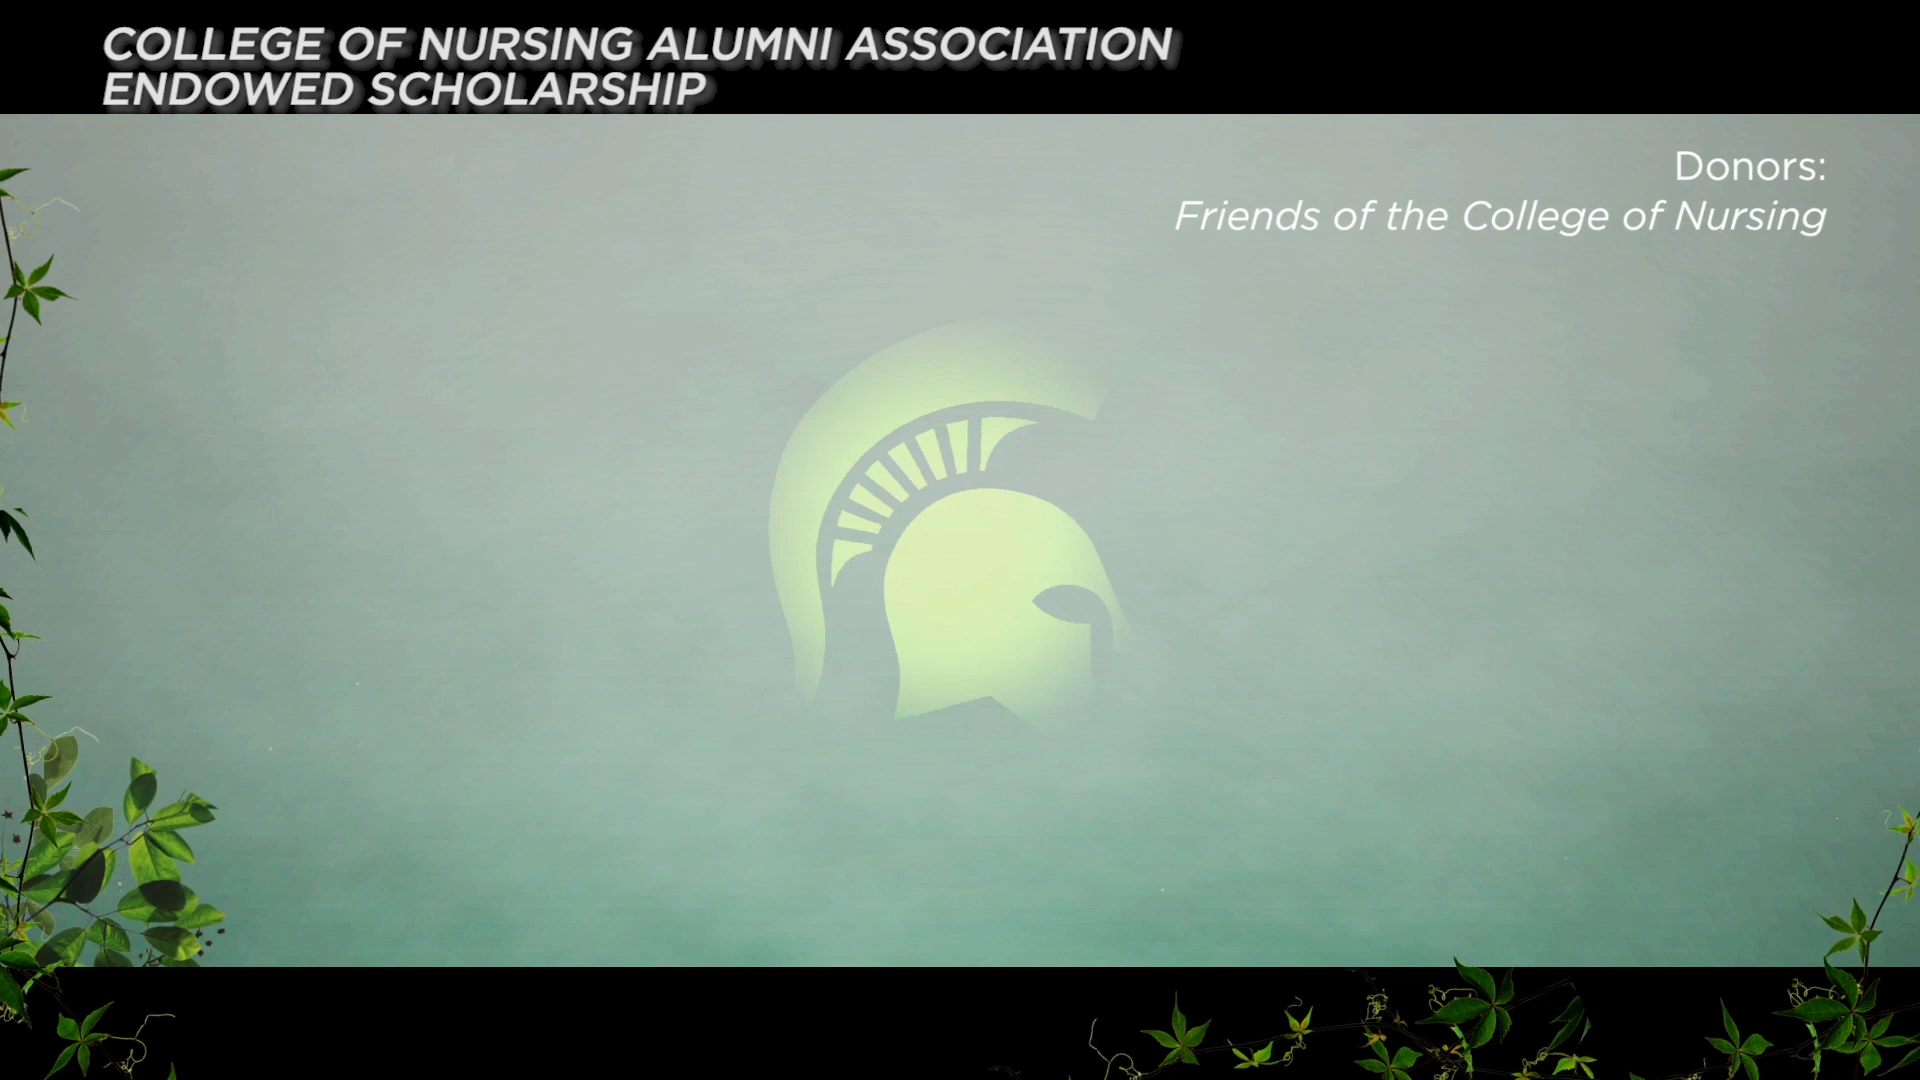 COLLEGE OF NURSING ALUMNI ASSOCIATION
ENDOWED SCHOLARSHIP
Donors:
Friends of the College of Nursing